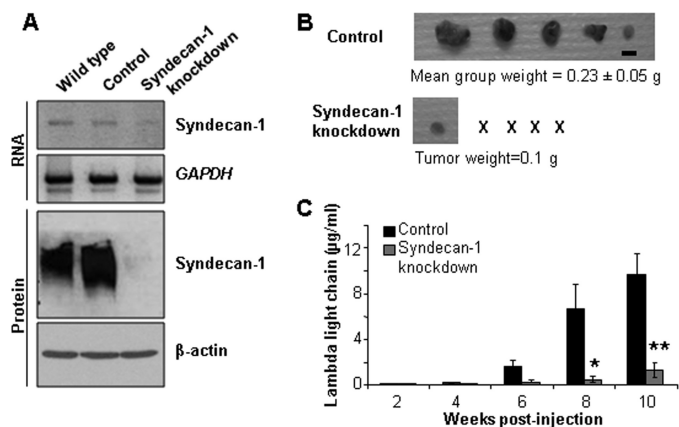 A
Wild type
Control
Syndecan-1
knockdown
RNA
Syndecan-1
GAPDH
Protein
Syndecan-1
β-actin
B
Control
Mean group weight = 0.23 ± 0.05 g
Syndecan-1
knockdown
X X X X
Tumor weight=0.1 g
C
Lambda light chain (µg/ml)
12
8
4
0
Control
Syndecan-1
knockdown
*
**
2 4 6 8 10
Weeks post-injection